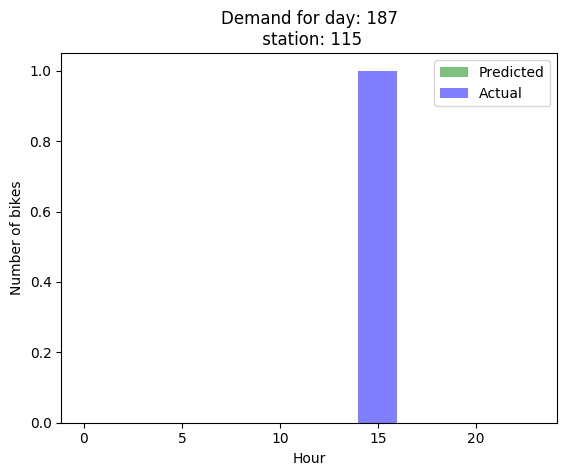 Demand for day: 187
station: 115
Predicted
Actual
1.0
0.8
0.6
0.4
0.2
0.0
Number of bikes
0 5 10 15 20
Hour